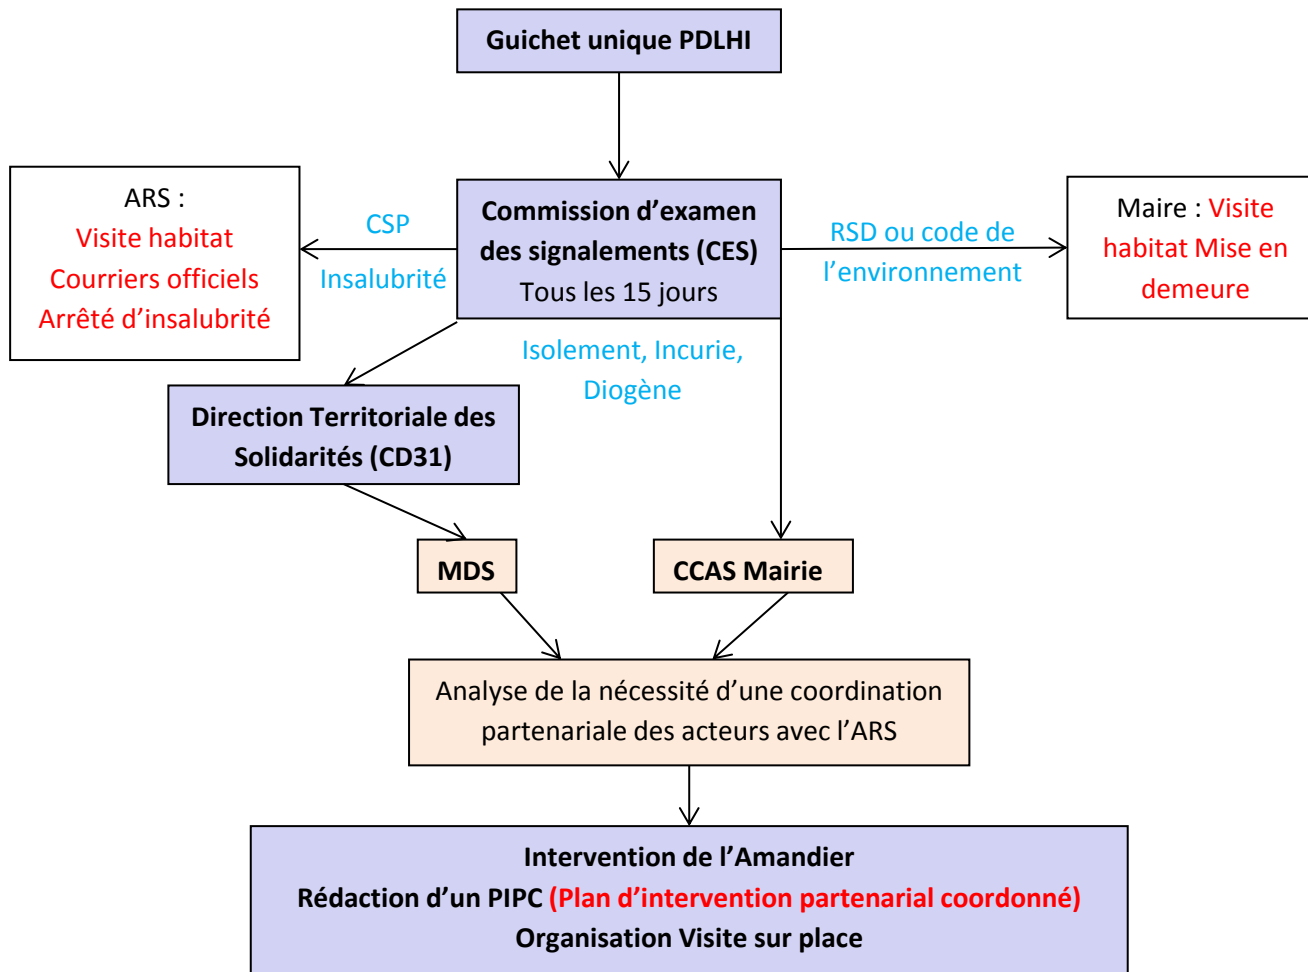 Guichet unique PDLHI
ARS :
Visite habitat
Courriers officiels
Arrêté d’insalubrité
CSP
Insalubrité
Commission d’examen
des signalements (CES)
Tous les 15 jours
RSD ou code de
l’environnement
Maire : Visite
habitat Mise en
demeure
Isolement, Incurie,
Diogène
Direction Territoriale des
Solidarités (CD31)
MDS
CCAS Mairie
Analyse de la nécessité d’une coordination
partenariale des acteurs avec l’ARS
Intervention de l’Amandier
Rédaction d’un PIPC (Plan d’intervention partenarial coordonné)
Organisation Visite sur place